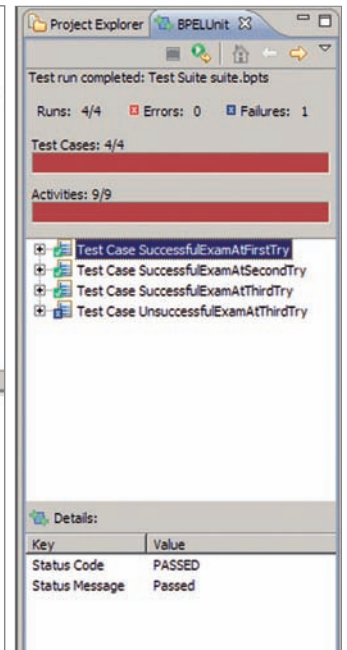 Project Explorer BPELUnit
Test run completed: Test Suite suite.bpts
Runs: 4/4 Errors: 0 Failures: 1
Test Cases: 4/4
Activities: 9/9
Test Case SuccessfulExamAtFirstTry
Test Case SuccessfulExamAtSecondTry
Test Case SuccessfulExamAtThirdTry
Test Case UnsuccessfulExamAtThirdTry
Details:
Key Value
Status Code PASSED
Status Message Passed